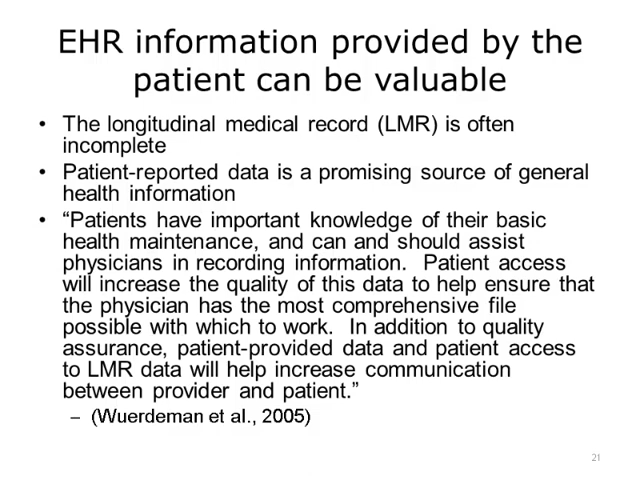 EHR information provided by the
patient can be valuable
• The longitudinal medical record (LMR) is often
incomplete
• Patient-reported data is a promising source of general
health information
• “Patients have important knowledge of their basic
health maintenance, and can and should assist
physicians in recording information.  Patient access
will increase the quality of this data to help ensure that
the physician has the most comprehensive file
possible with which to work.  In addition to quality
assurance, patient-provided data and patient access
to LMR data will help increase communication
between provider and patient.”
– (Wuerdeman et al., 2005)
21